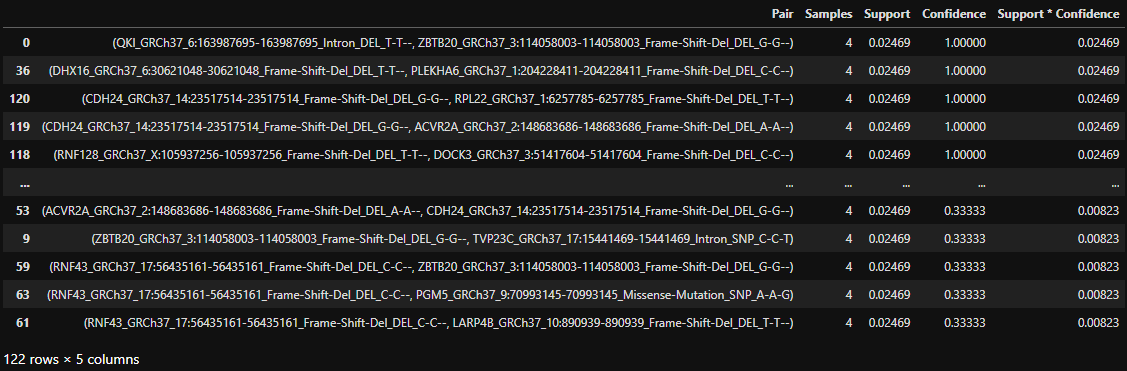 Pair Samples Support Confidence Support * Confidence
0 (QKI_GRCh37_6:163987695-163987695_Intron_DEL_T-T--, ZBTB20_GRCh37_3:114058003-114058003_Frame-Shift-Del_DEL_G-G--) 4 0.02469 1.00000 0.02469
36 (DHX16_GRCh37_6:30621048-30621048_Frame-Shift-Del_DEL_T-T--, PLEKHA6_GRCh37_1:204228411-204228411_Frame-Shift-Del_DEL_C-C--) 4 0.02469 1.00000 0.02469
120 (CDH24_GRCh37_14:23517514-23517514_Frame-Shift-Del_DEL_G-G--, RPL22_GRCh37_1:6257785-6257785_Frame-Shift-Del_DEL_T-T--) 4 0.02469 1.00000 0.02469
119 (CDH24_GRCh37_14:23517514-23517514_Frame-Shift-Del_DEL_G-G--, ACVR2A_GRCh37_2:148683686-148683686_Frame-Shift-Del_DEL_A-A--) 4 0.02469 1.00000 0.02469
118 (RNF128_GRCh37_X:105937256-105937256_Frame-Shift-Del_DEL_T-T--, DOCK3_GRCh37_3:51417604-51417604_Frame-Shift-Del_DEL_C-C--) 4 0.02469 1.00000 0.02469
... ... ... ... ... ...
53 (ACVR2A_GRCh37_2:148683686-148683686_Frame-Shift-Del_DEL_A-A--, CDH24_GRCh37_14:23517514-23517514_Frame-Shift-Del_DEL_G-G--) 4 0.02469 0.33333 0.00823
9 (ZBTB20_GRCh37_3:114058003-114058003_Frame-Shift-Del_DEL_G-G--, TVP23C_GRCh37_17:15441469-15441469_Intron_SNP_C-C-T) 4 0.02469 0.33333 0.00823
59 (RNF43_GRCh37_17:56435161-56435161_Frame-Shift-Del_DEL_C-C--, ZBTB20_GRCh37_3:114058003-114058003_Frame-Shift-Del_DEL_G-G--) 4 0.02469 0.33333 0.00823
63 (RNF43_GRCh37_17:56435161-56435161_Frame-Shift-Del_DEL_C-C--, PGM5_GRCh37_9:70993145-70993145_Missense-Mutation_SNP_A-A-G) 4 0.02469 0.33333 0.00823
61 (RNF43_GRCh37_17:56435161-56435161_Frame-Shift-Del_DEL_C-C--, LARP4B_GRCh37_10:890939-890939_Frame-Shift-Del_DEL_T-T--) 4 0.02469 0.33333 0.00823
122 rows × 5 columns